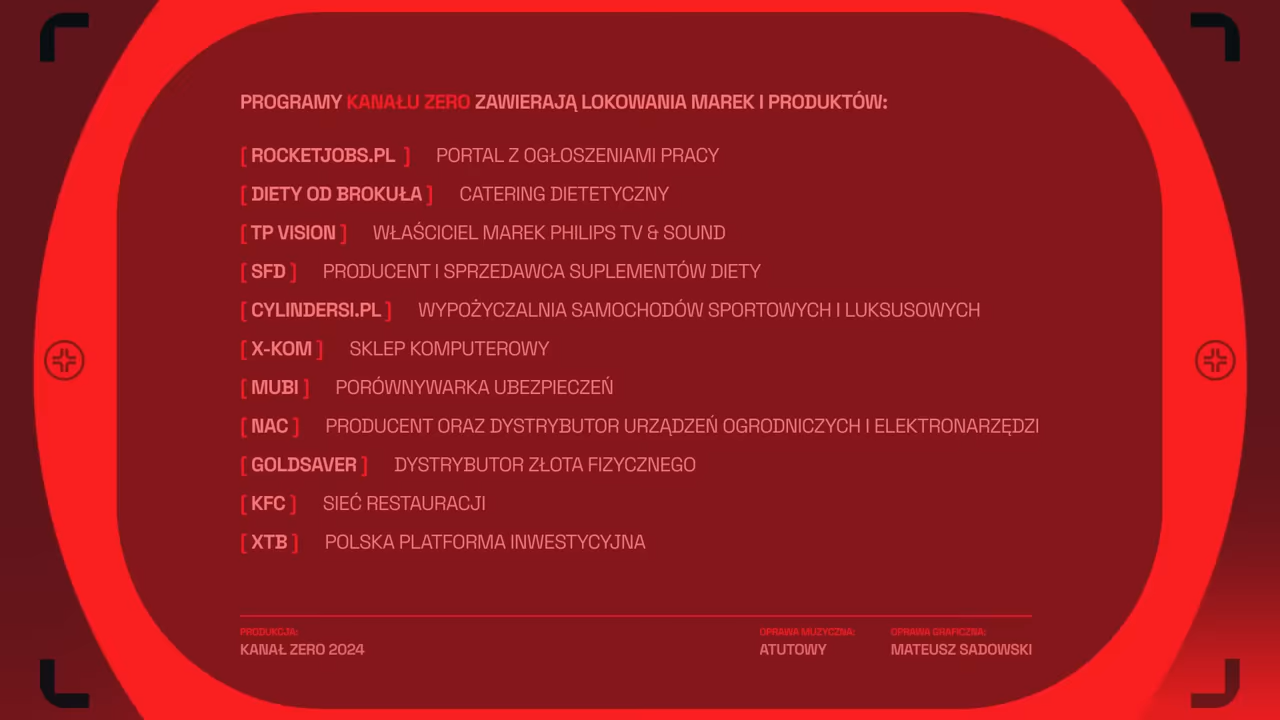 PROGRAMY KANAŁU ZERO ZAWIERAJĄ LOKOWANIA MAREK I PRODUKTÓW:
[ ROCKETJOBS.PL ] PORTAL Z OGŁOSZENIAMI PRACY
[ DIETY OD BROKUŁA ] CATERING DIETETYCZNY
[ TP VISION ] WŁAŚCICIEL MAREK PHILIPS TV & SOUND
[ SFD ] PRODUCENT I SPRZEDAWCA SUPLEMENTÓW DIETY
[ CYLINDERSI.PL ] WYPOŻYCZALNIA SAMOCHODÓW SPORTOWYCH I LUKSUSOWYCH
[ X-KOM ] SKLEP KOMPUTEROWY
[ MUBI ] PORÓWNYWARKA UBEZPIECZEŃ
[ NAC ] PRODUCENT ORAZ DYSTRYBUTOR URZĄDZEŃ OGRODNICZYCH I ELEKTRONARZĘDZI
[ GOLDSAVER ] DYSTRYBUTOR ZŁOTA FIZYCZNEGO
[ KFC ] SIEĆ RESTAURACJI
[ XTB ] POLSKA PLATFORMA INWESTYCYJNA
PRODUKCJA: OPRAWA MUZYCZNA: OPRAWA GRAFICZNA:
KANAŁ ZERO 2024 ATUTOWY MATEUSZ SADOWSKI